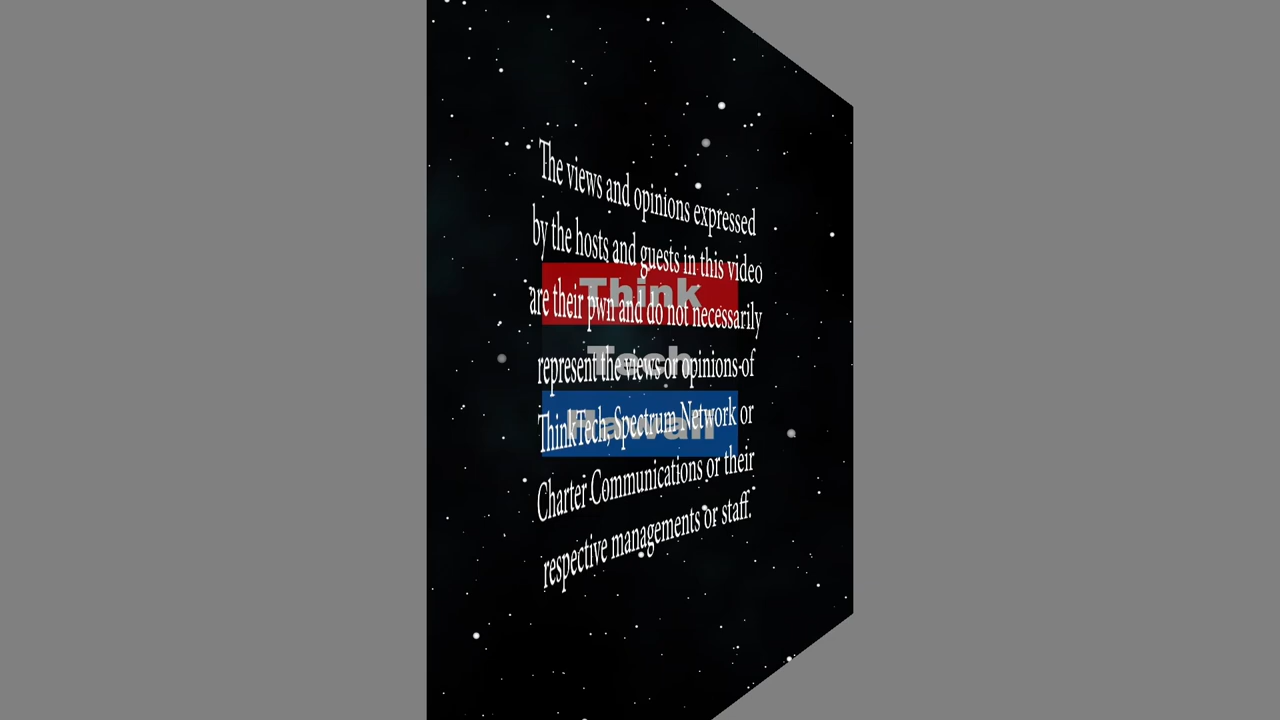 The views and opinions expressed
by the hosts and guests in this video
are their pwn and do not necessarily
represent the views or opinions of
ThinkTech, Spectrum Network or
Charter Communications or their
respective managements or staff.
Think
Tech
Hawaii